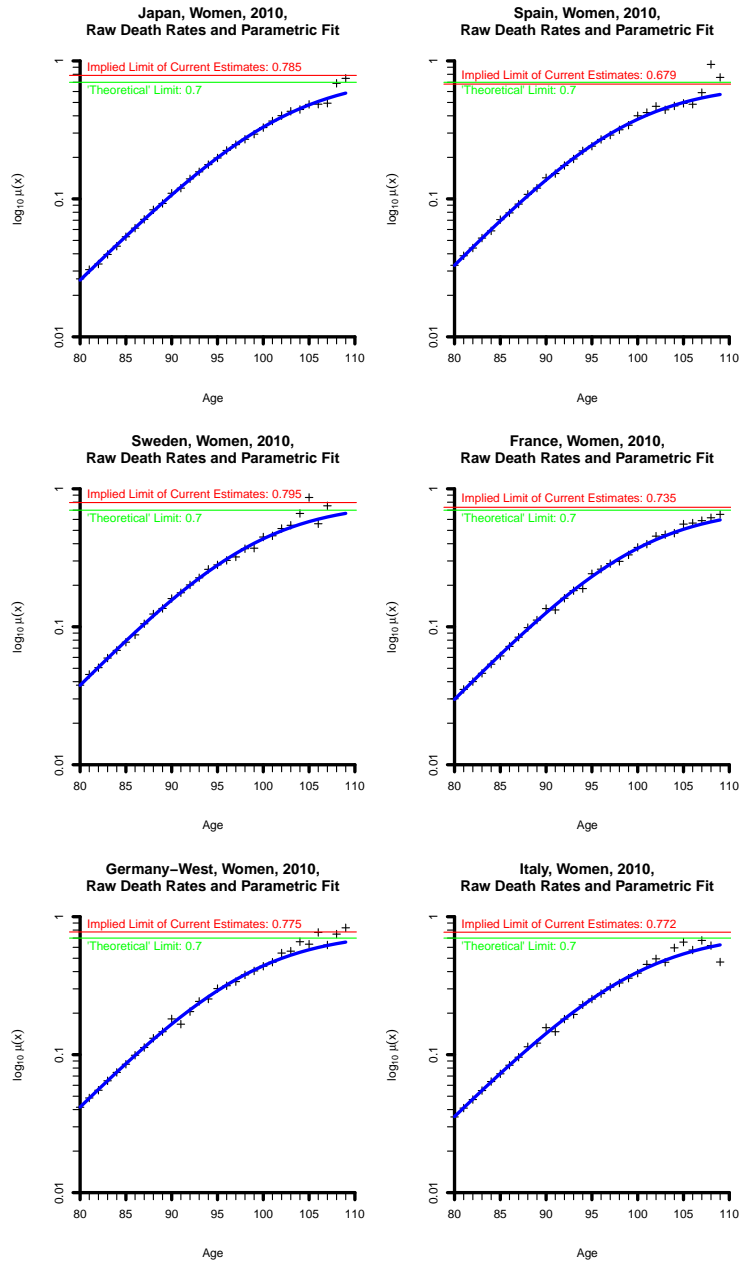 Japan, Women, 2010,
Raw Death Rates and Parametric Fit
Implied Limit of Current Estimates: 0.785
'Theoretical' Limit: 0.7
log₁₀ μ(x)
1
0.1
0.01
80 85 90 95 100 105 110
Age
Spain, Women, 2010,
Raw Death Rates and Parametric Fit
Implied Limit of Current Estimates: 0.679
'Theoretical' Limit: 0.7
log₁₀ μ(x)
1
0.1
0.01
80 85 90 95 100 105 110
Age
Sweden, Women, 2010,
Raw Death Rates and Parametric Fit
Implied Limit of Current Estimates: 0.795
'Theoretical' Limit: 0.7
log₁₀ μ(x)
1
0.1
0.01
80 85 90 95 100 105 110
Age
France, Women, 2010,
Raw Death Rates and Parametric Fit
Implied Limit of Current Estimates: 0.735
'Theoretical' Limit: 0.7
log₁₀ μ(x)
1
0.1
0.01
80 85 90 95 100 105 110
Age
Germany−West, Women, 2010,
Raw Death Rates and Parametric Fit
Implied Limit of Current Estimates: 0.775
'Theoretical' Limit: 0.7
log₁₀ μ(x)
1
0.1
0.01
80 85 90 95 100 105 110
Age
Italy, Women, 2010,
Raw Death Rates and Parametric Fit
Implied Limit of Current Estimates: 0.772
'Theoretical' Limit: 0.7
log₁₀ μ(x)
1
0.1
0.01
80 85 90 95 100 105 110
Age